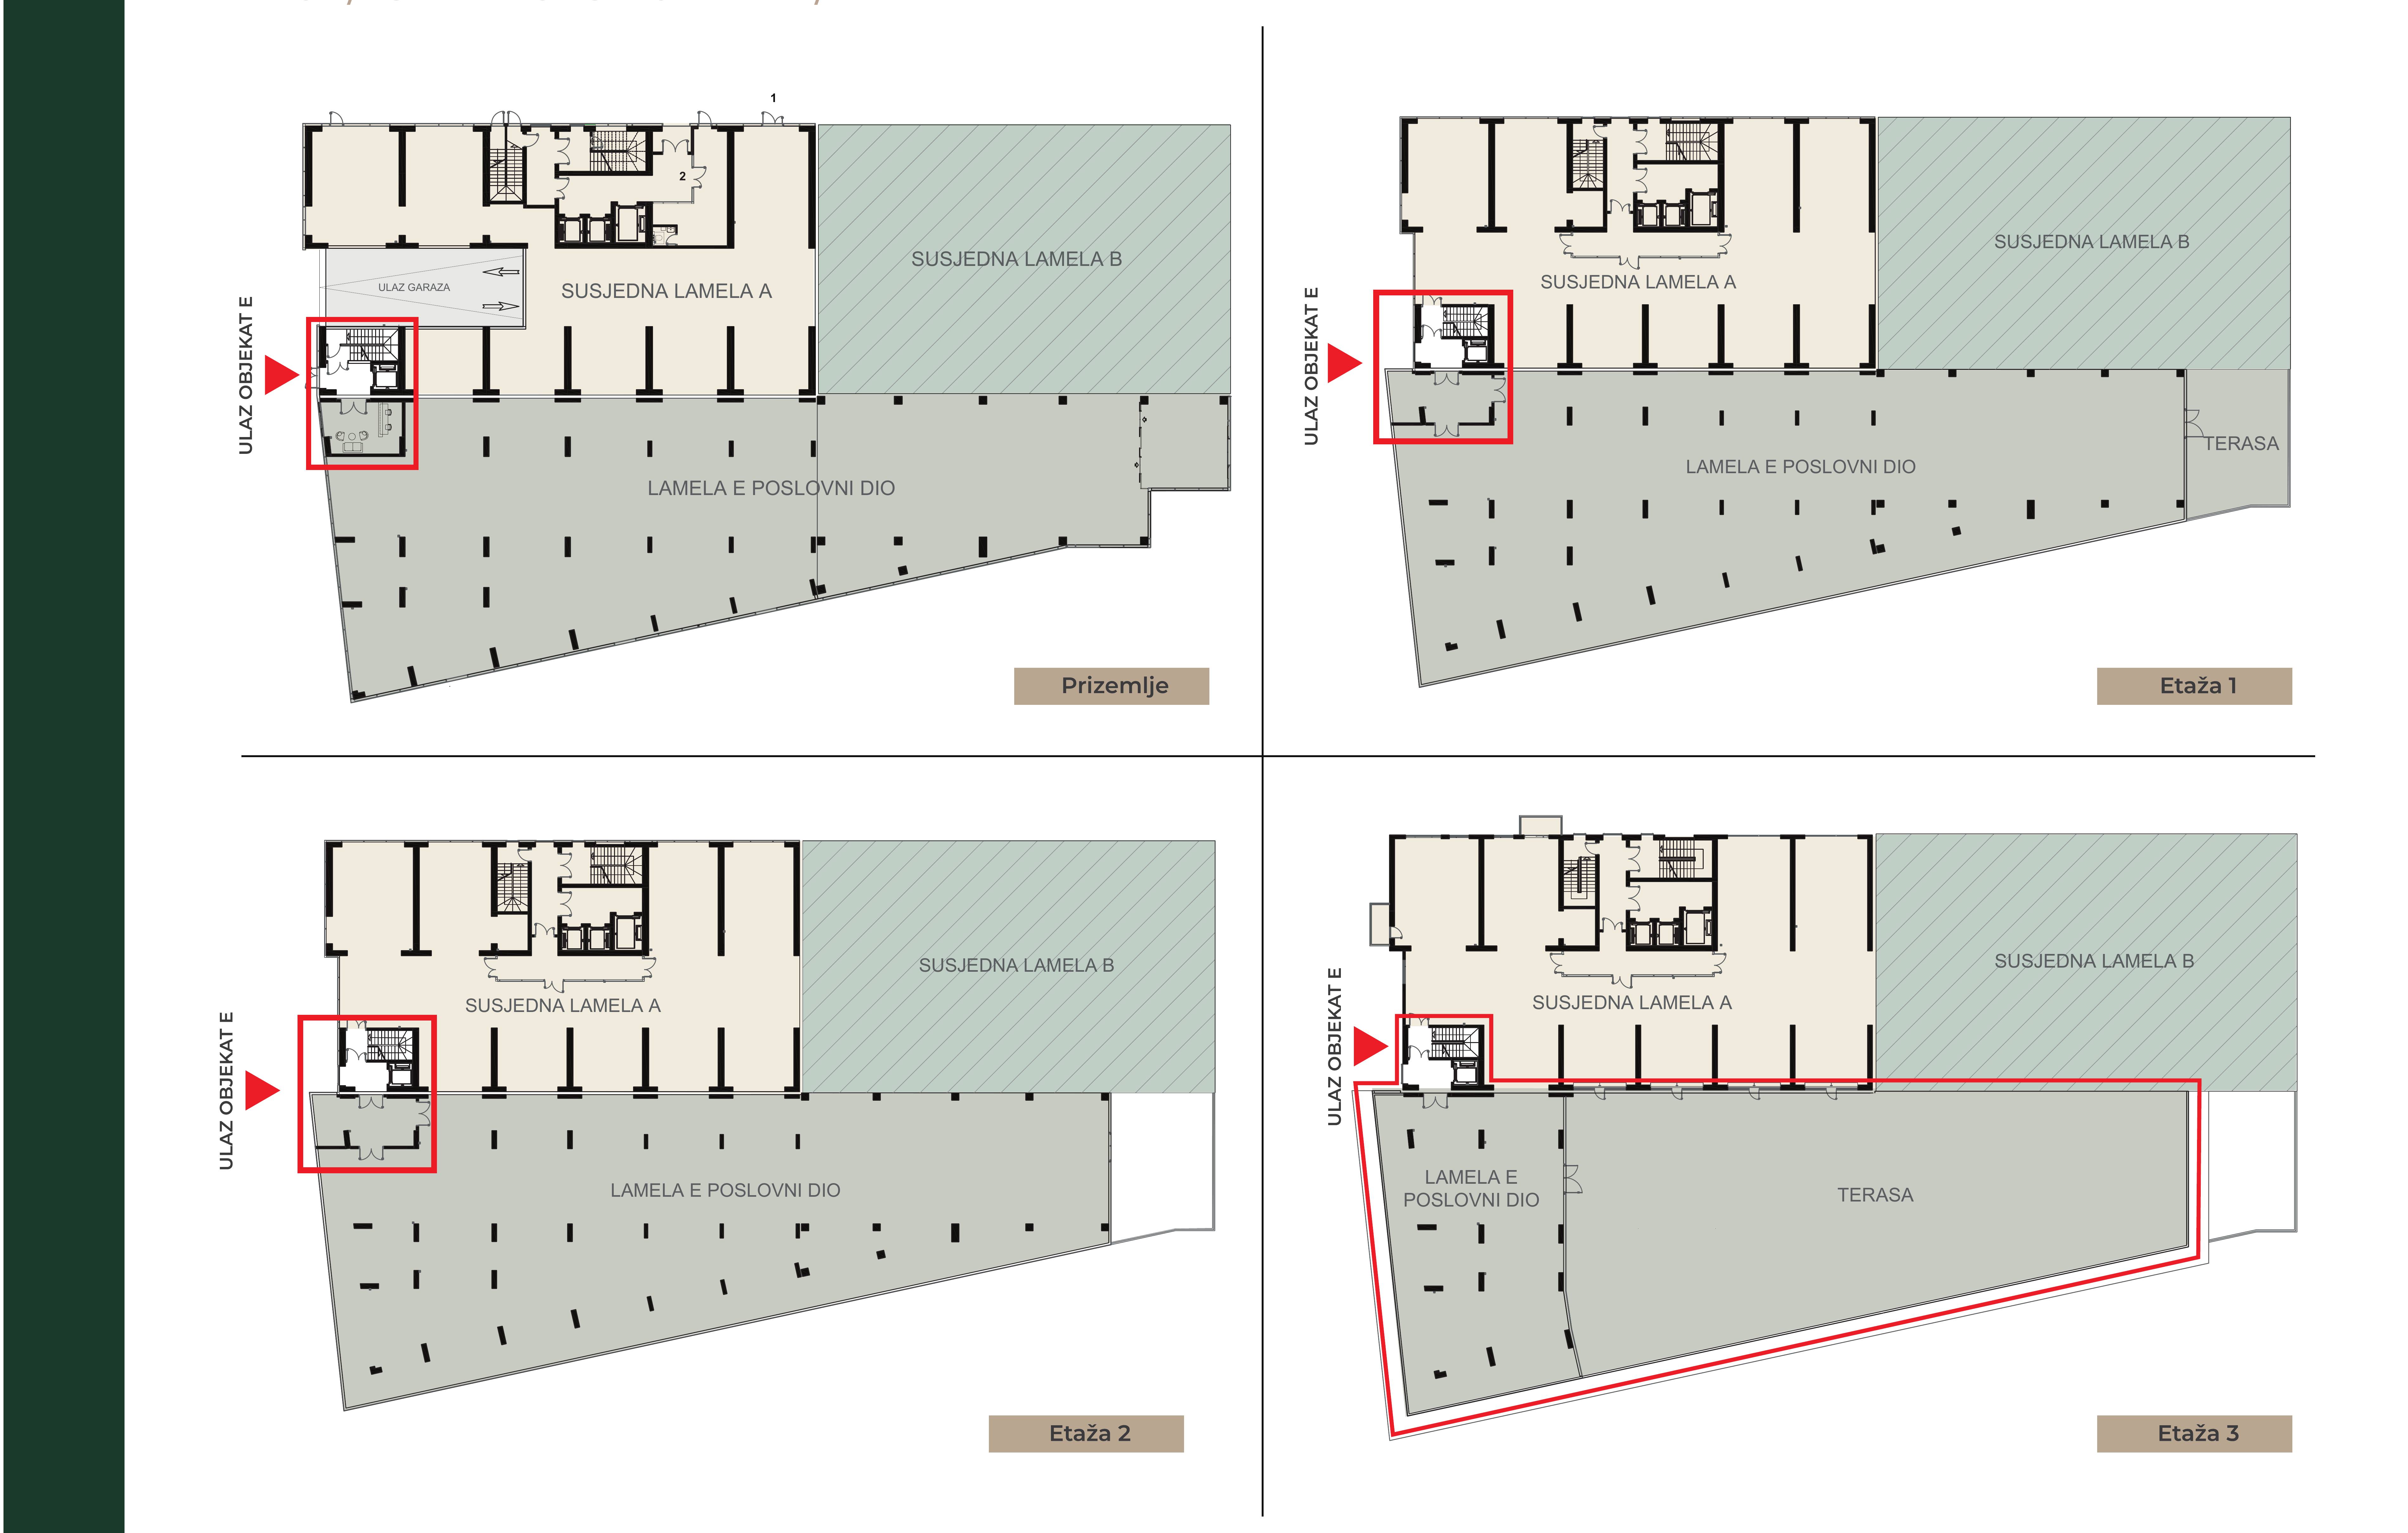 1
2
SUSJEDNA LAMELA B
ULAZ GARAZA
SUSJEDNA LAMELA A
ULAZ OBJEKAT E
LAMELA E POSLOVNI DIO
Prizemlje
SUSJEDNA LAMELA B
SUSJEDNA LAMELA A
ULAZ OBJEKAT E
TERASA
LAMELA E POSLOVNI DIO
Etaža 1
SUSJEDNA LAMELA B
SUSJEDNA LAMELA A
ULAZ OBJEKAT E
LAMELA E POSLOVNI DIO
Etaža 2
SUSJEDNA LAMELA B
SUSJEDNA LAMELA A
ULAZ OBJEKAT E
LAMELA E
POSLOVNI DIO
TERASA
Etaža 3